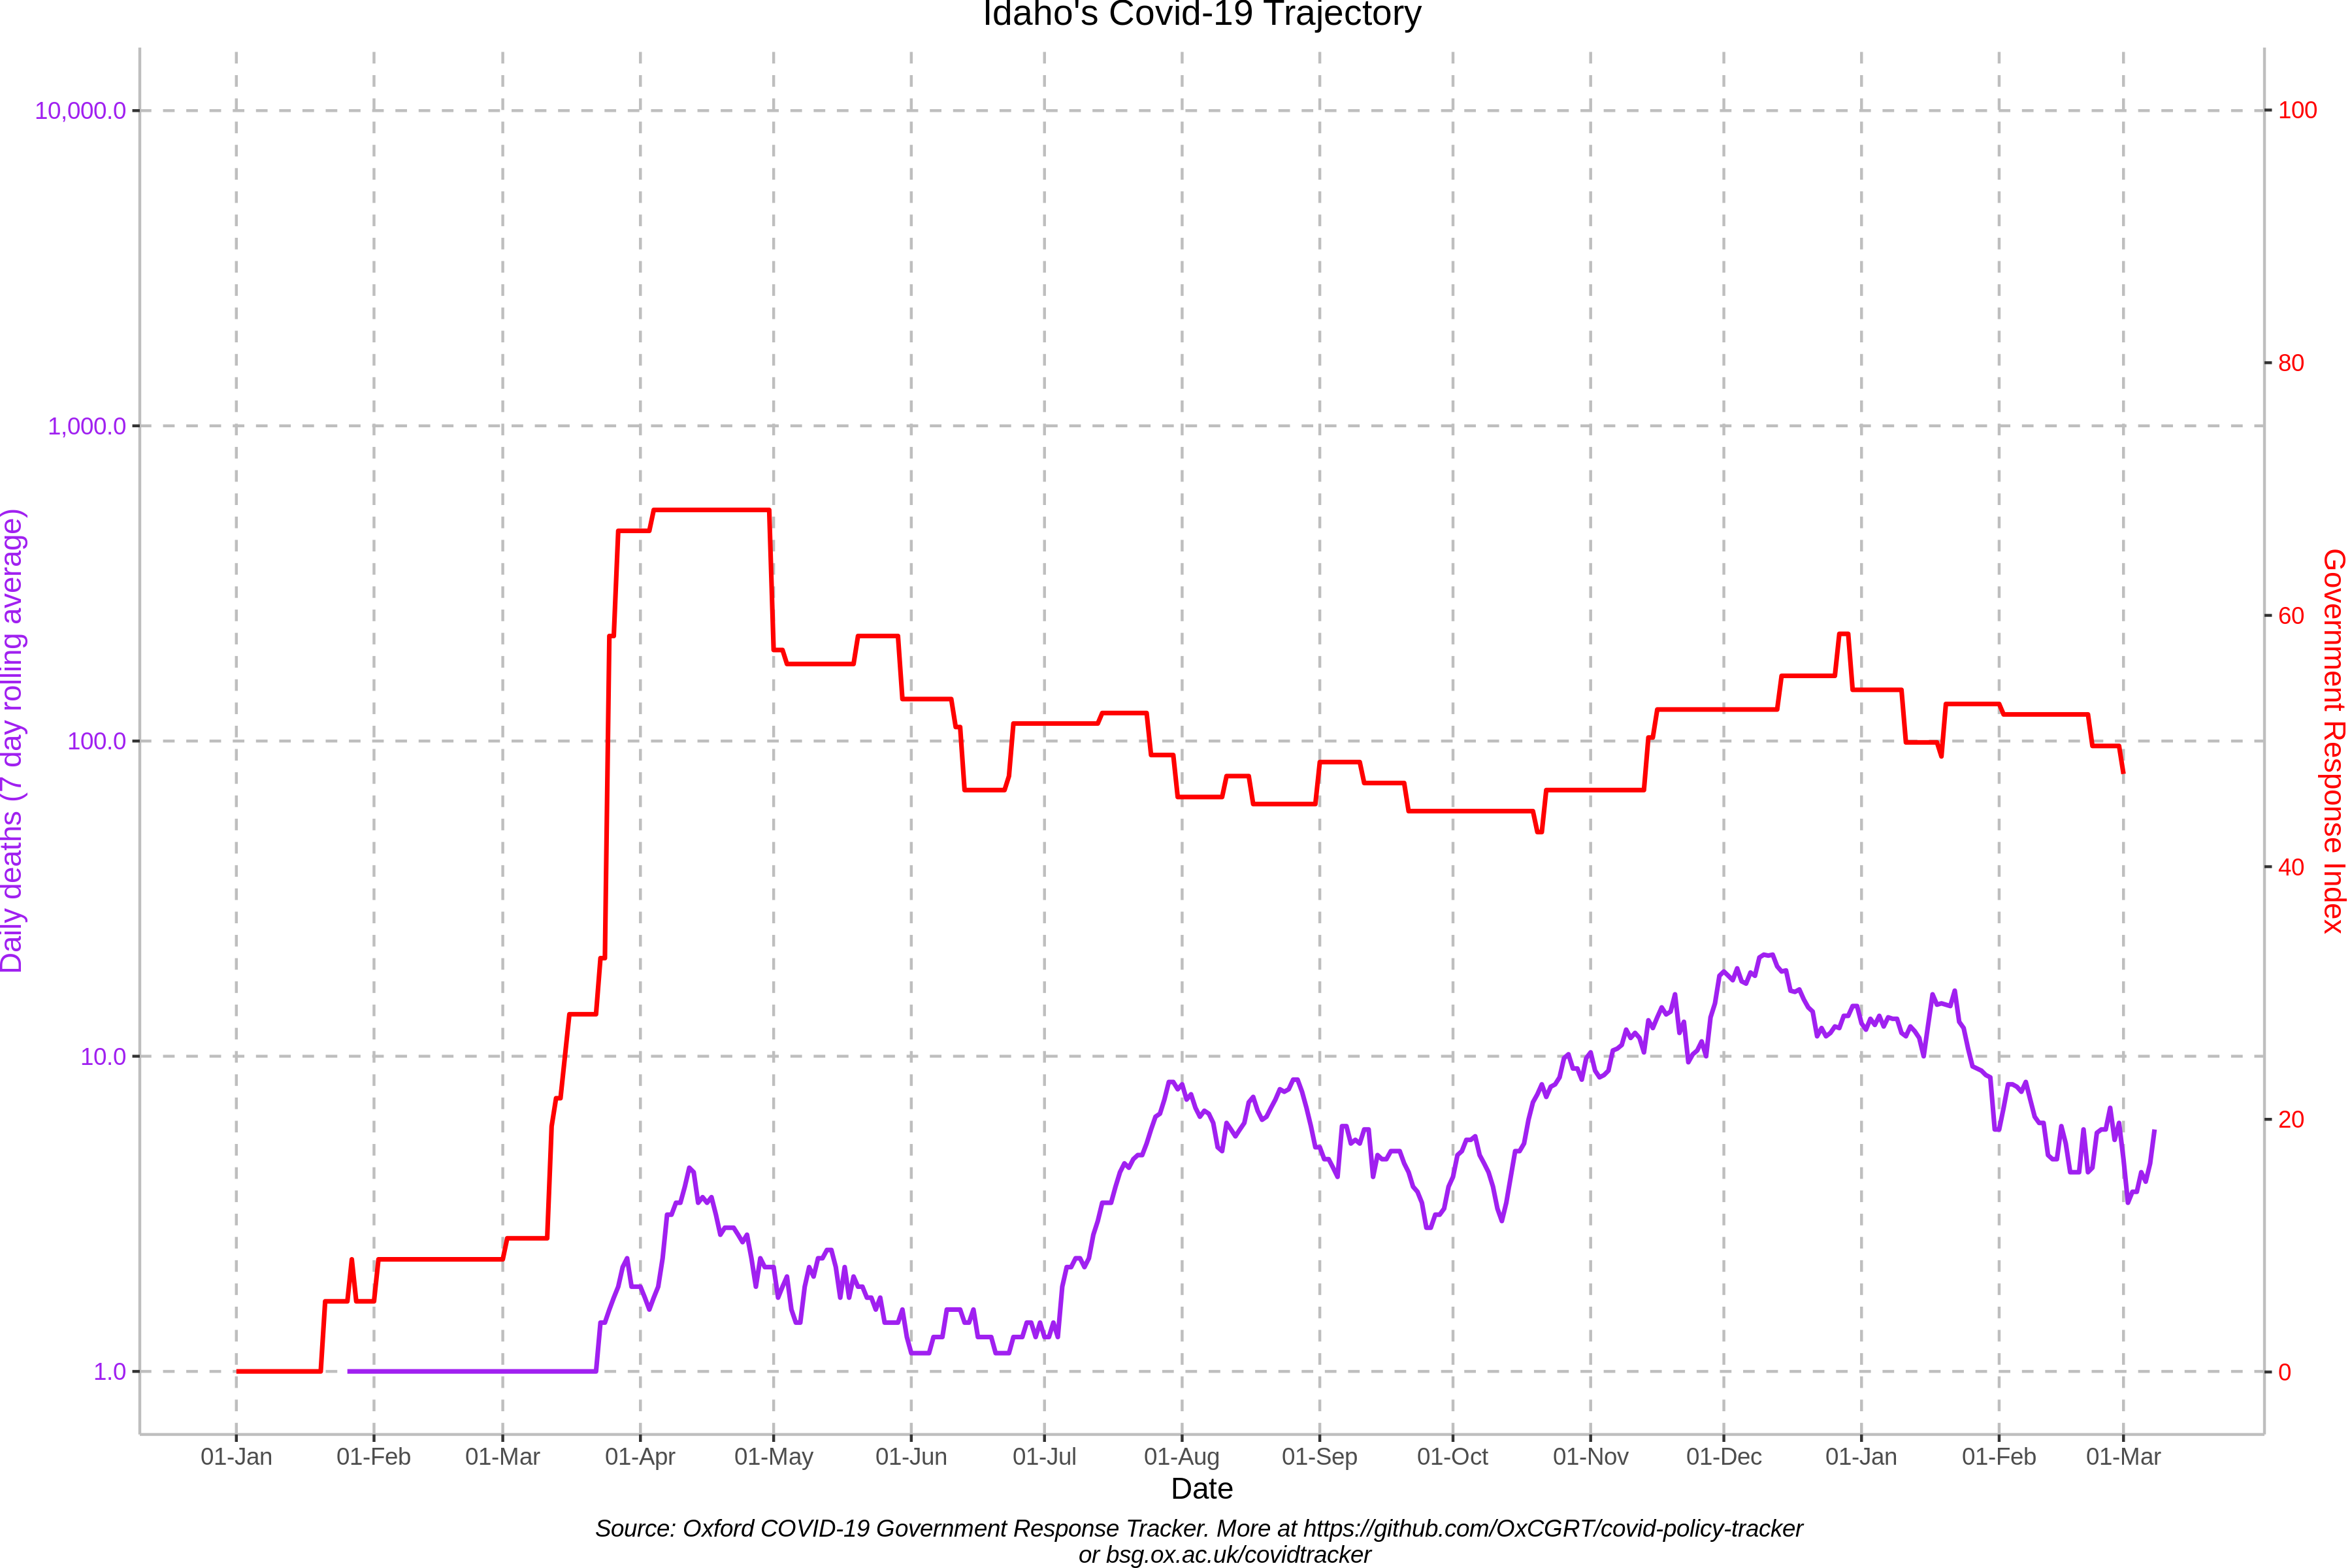 Idaho's Covid-19 Trajectory
10,000.0
1,000.0
100.0
10.0
1.0
Daily deaths (7 day rolling average)
100
80
60
40
20
0
Government Response Index
01-Jan 01-Feb 01-Mar 01-Apr 01-May 01-Jun 01-Jul 01-Aug 01-Sep 01-Oct 01-Nov 01-Dec 01-Jan 01-Feb 01-Mar
Date
Source: Oxford COVID-19 Government Response Tracker. More at https://github.com/OxCGRT/covid-policy-tracker
or bsg.ox.ac.uk/covidtracker